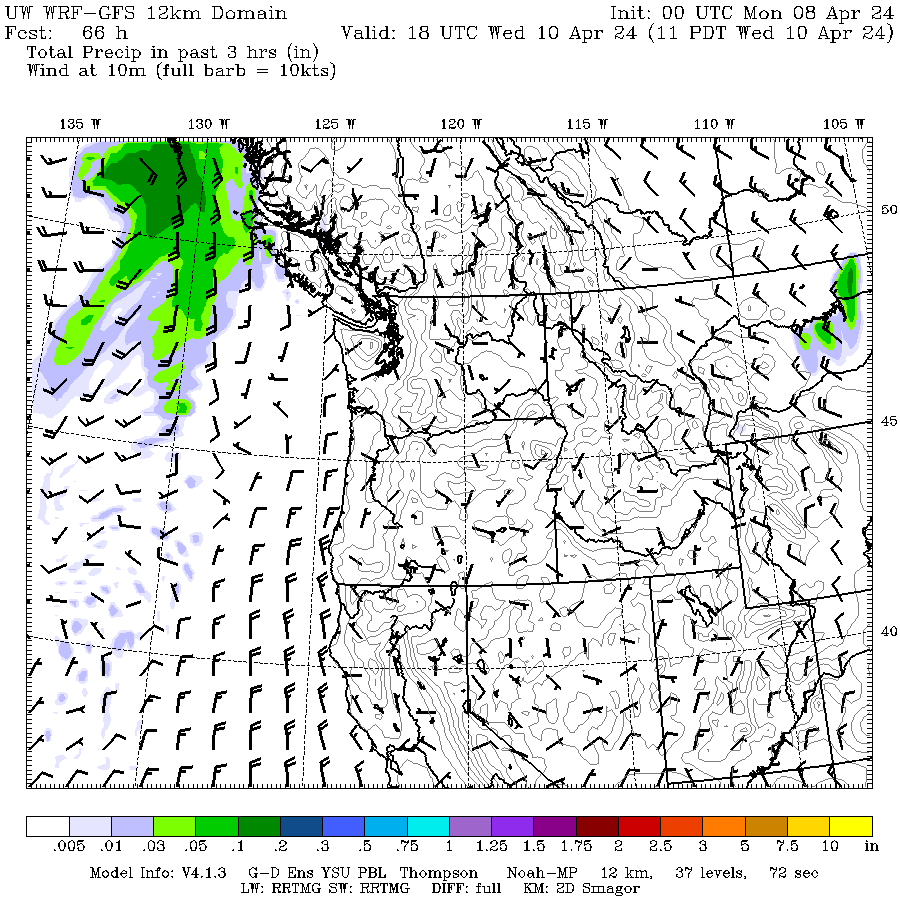 UW WRF-GFS 12km Domain Init: 00 UTC Mon 08 Apr 24
Fcst: 66 h Valid: 18 UTC Wed 10 Apr 24 (11 PDT Wed 10 Apr 24)
Total Precip in past 3 hrs (in)
Wind at 10m (full barb = 10kts)
135 W 130 W 125 W 120 W 115 W 110 W 105 W
50
45
40
.005 .01 .03 .05 .1 .2 .3 .5 .75 1 1.25 1.5 1.75 2 2.5 3 5 7.5 10 in
Model Info: V4.1.3 G-D Ens YSU PBL Thompson Noah-MP 12 km, 37 levels, 72 sec
LW: RRTMG SW: RRTMG DIFF: full KM: 2D Smagor